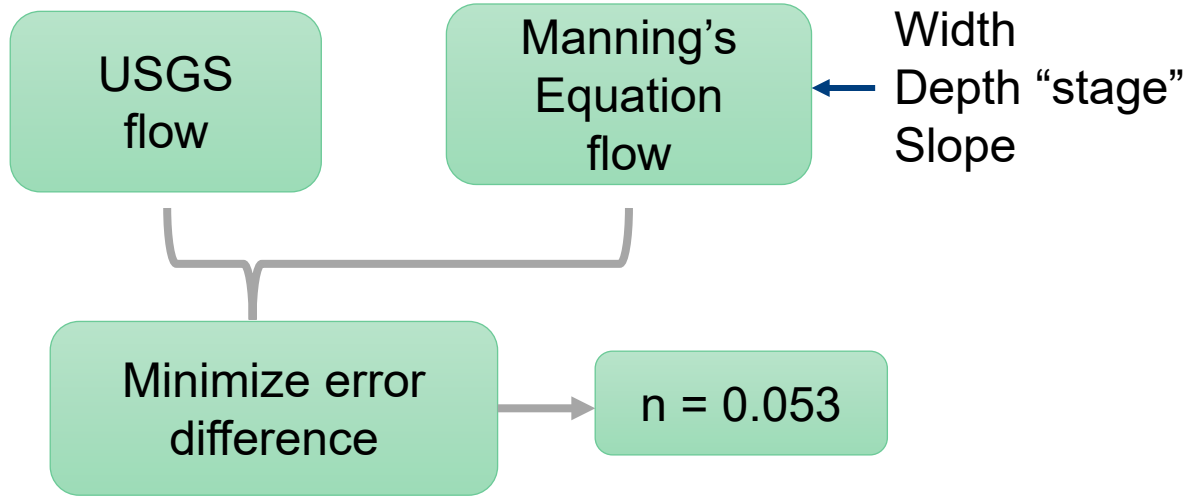 USGS
flow
Manning’s
Equation
flow
Width
Depth “stage”
Slope
Minimize error
difference
n = 0.053